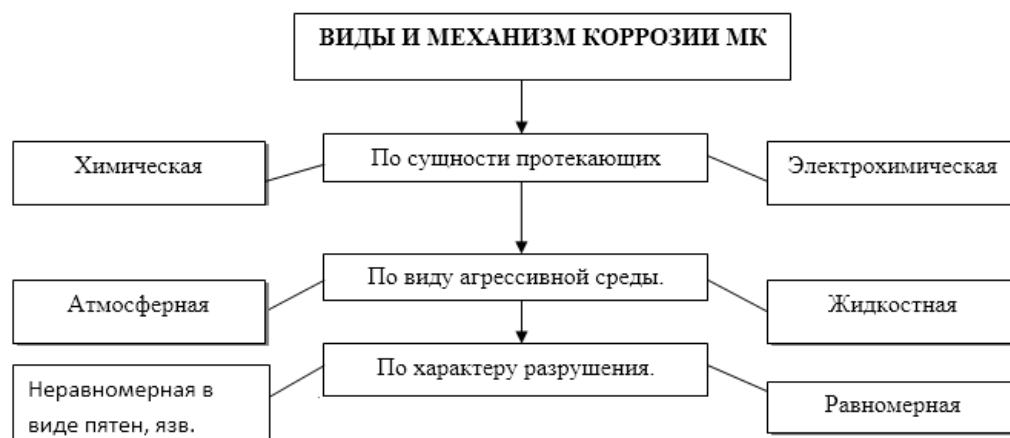 ВИДЫ И МЕХАНИЗМ КОРРОЗИИ МК
По сущности протекающих
Химическая
Электрохимическая
По виду агрессивной среды.
Атмосферная
Жидкостная
По характеру разрушения.
Неравномерная в
виде пятен, язв.
Равномерная